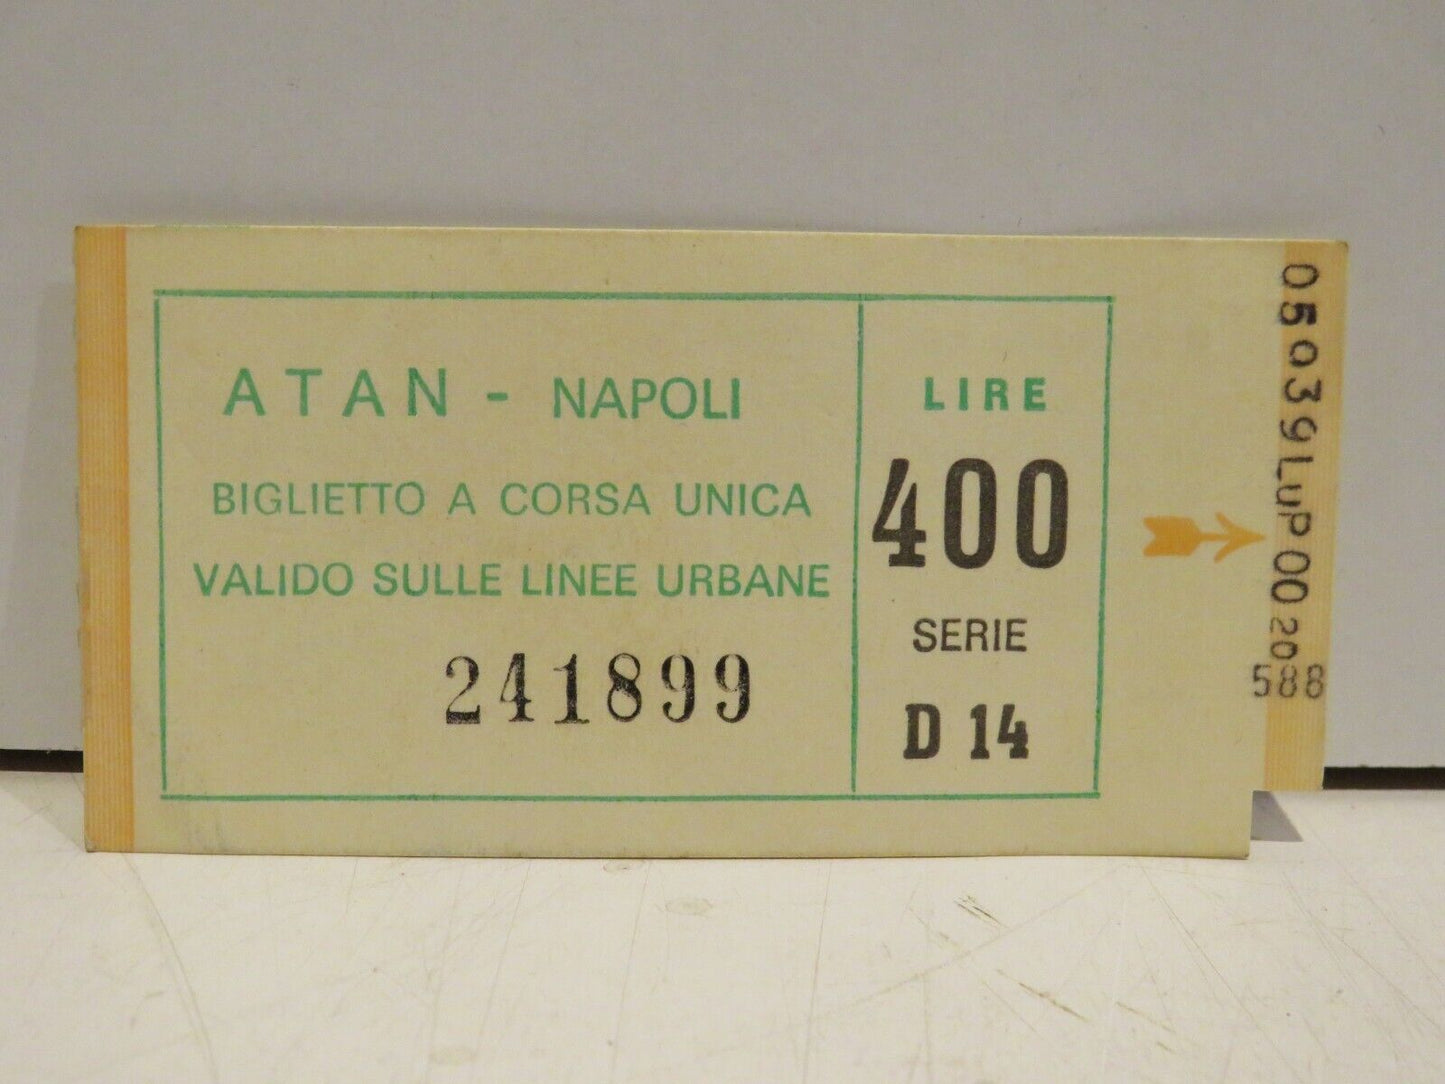 ATAN - NAPOLI
BIGLIETTO A CORSA UNICA
VALIDO SULLE LINEE URBANE
241899
LIRE
400
SERIE
D 14
05039LuP00 20
588